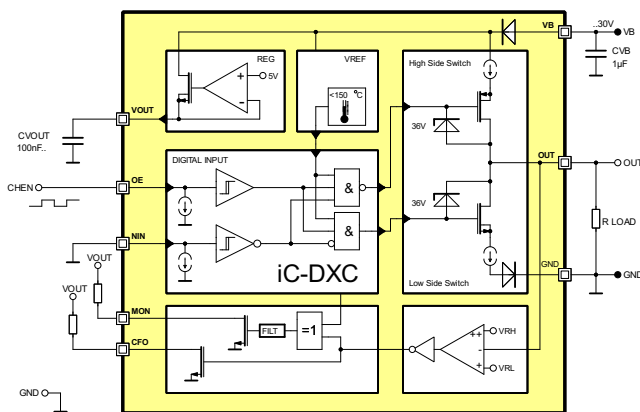 VB
..30V
VB
CVB
1µF
REG
5V
+
-
VREF
<150 °C
High Side Switch
36V
VOUT
CVOUT
100nF..
DIGITAL INPUT
OE
CHEN
&
&
NIN
iC-DXC
OUT
OUT
36V
R LOAD
GND
GND
Low Side Switch
VOUT
VOUT
MON
CFO
FILT
=1
++
-
+
VRH
VRL
GND